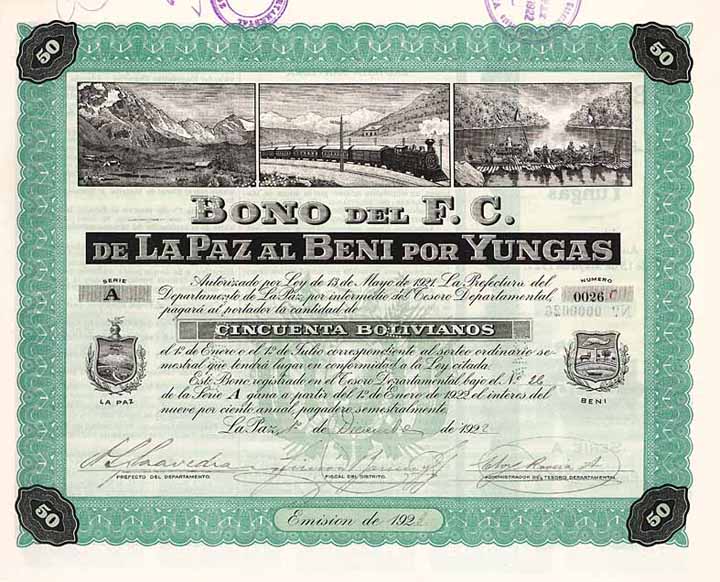 50 50
BONO DEL F. C.
DE LA PAZ AL BENI POR YUNGAS
SERIE
A
NUMERO
0026
Nº 0000026
Autorizado por Ley de 13 de Mayo de 1921. La Prefectura del
Departamento de La Paz, por intermedio del Tesoro Departamental,
pagará al portador la cantidad de
CINCUENTA BOLIVIANOS
el 1º de Enero o el 1º de Julio correspondiente al sorteo ordinario se-
mestral que tendrá lugar en conformidad a la Ley citada.
Este Bono registrado en el Tesoro Departamental bajo el Nº 26
de la Serie A gana a partir del 1º de Enero de 1922 el interes del
nueve por ciento anual, pagadero semestralmente.
LA PAZ
BENI
La Paz, 1º de Diciembre de 1922
PREFECTO DEL DEPARTAMENTO.
FISCAL DEL DISTRITO.
ADMINISTRADOR DEL TESORO DEPARTAMENTAL
50 50
Emision de 192